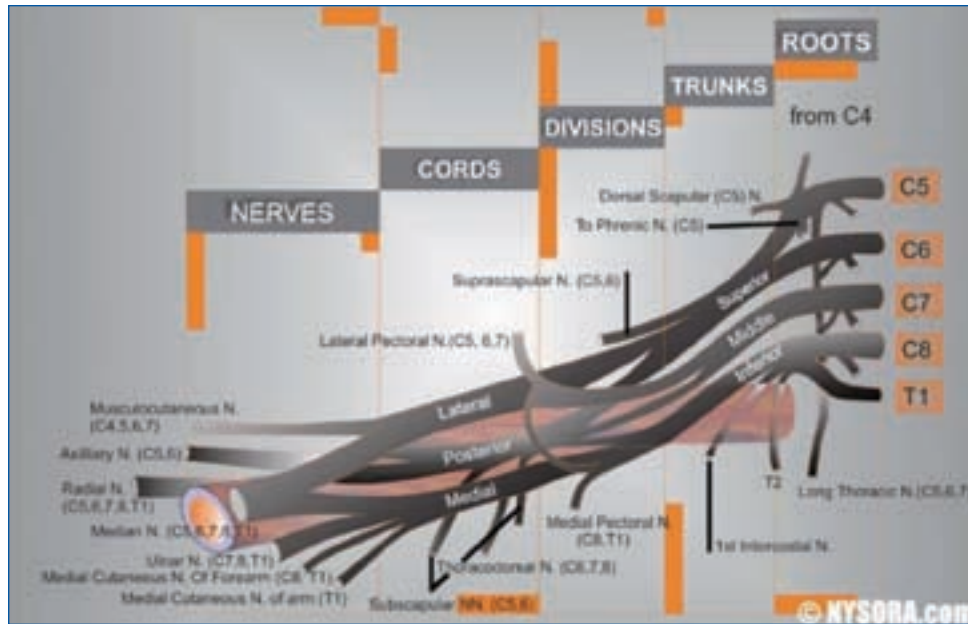 ROOTS
TRUNKS
DIVISIONS
CORDS
NERVES
from C4
Dorsal Scapular (C5) N.
To Phrenic N. (C5)
Suprascapular N. (C5,6)
Lateral Pectoral N.(C5, 6,7)
C5
C6
C7
C8
T1
Superior
Middle
Inferior
Lateral
Posterior
Medial
Musculocutaneous N.
(C4,5,6,7)
Axillary N. (C5,6)
Radial N.
(C5,6,7,8,T1)
Median N. (C5,6,7,8,T1)
Ulnar N. (C7,8,T1)
Medial Cutaneous N. Of Forearm (C8, T1)
Medial Cutaneous N. of arm (T1)
Subscapular NN. (C5,6)
Thoracodorsal N. (C6,7,8)
Medial Pectoral N.
(C8,T1)
1st Intercostal N.
T2
Long Thoracic N.(C5,6,7
© NYSORA.com